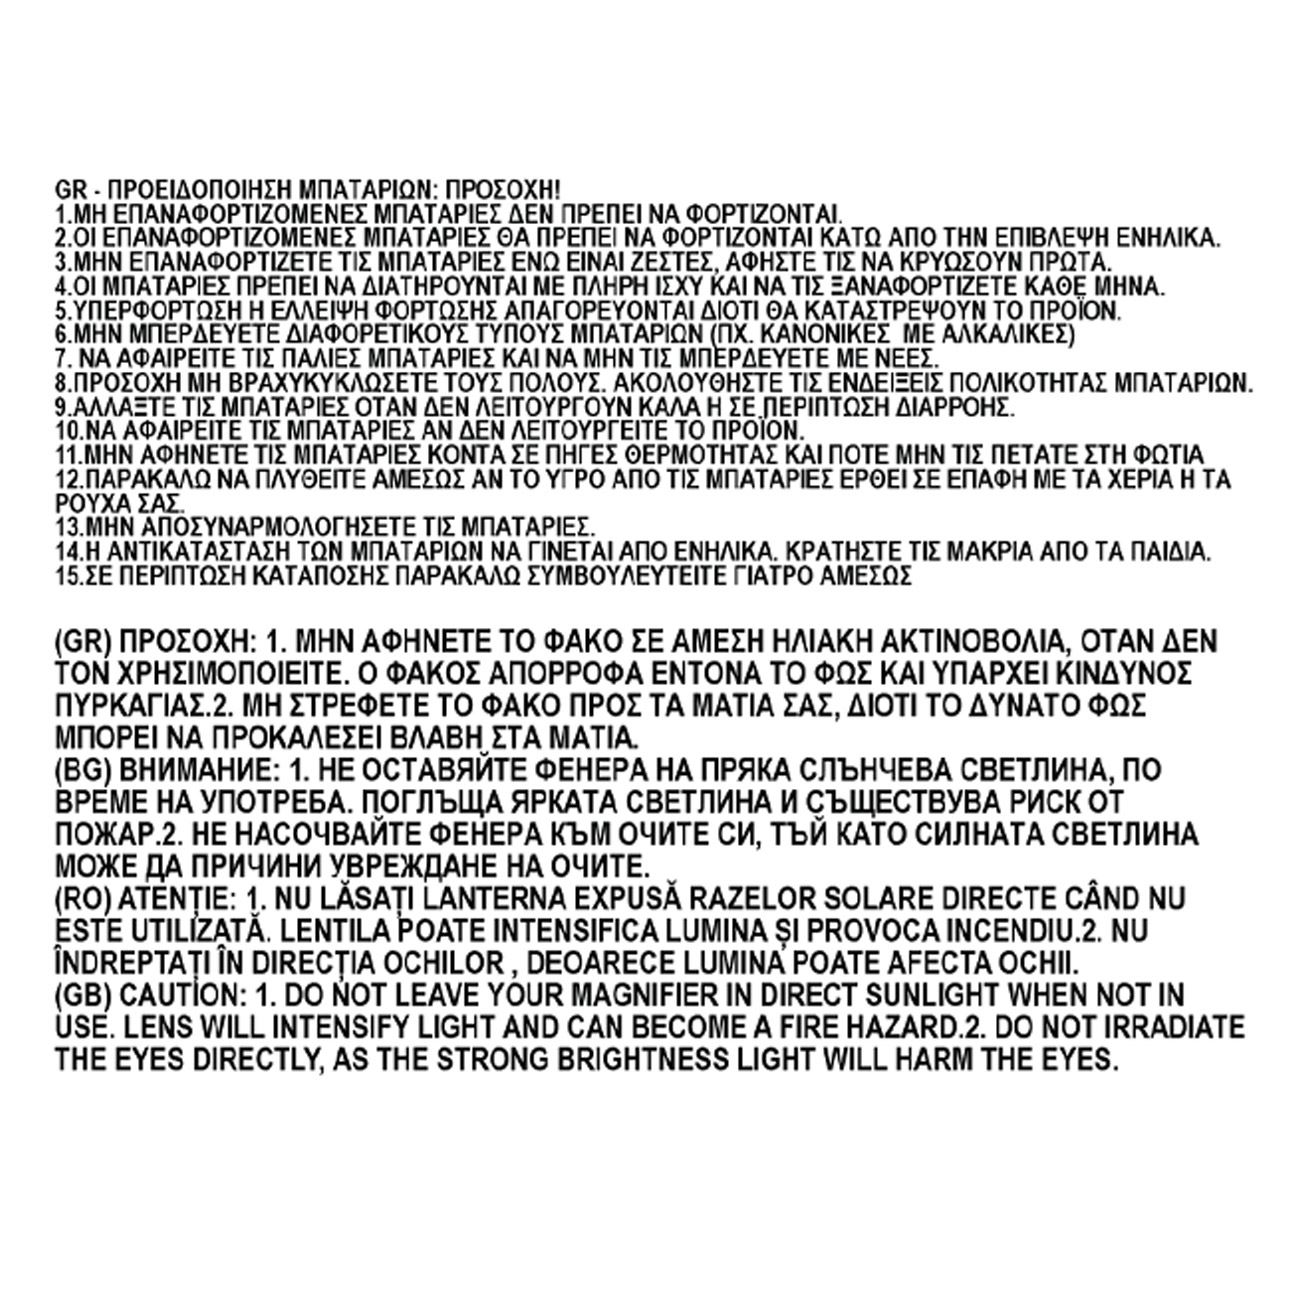 GR - ΠΡΟΕΙΔΟΠΟΙΗΣΗ ΜΠΑΤΑΡΙΩΝ: ΠΡΟΣΟΧΗ!
1.ΜΗ ΕΠΑΝΑΦΟΡΤΙΖΟΜΕΝΕΣ ΜΠΑΤΑΡΙΕΣ ΔΕΝ ΠΡΕΠΕΙ ΝΑ ΦΟΡΤΙΖΟΝΤΑΙ.
2.ΟΙ ΕΠΑΝΑΦΟΡΤΙΖΟΜΕΝΕΣ ΜΠΑΤΑΡΙΕΣ ΘΑ ΠΡΕΠΕΙ ΝΑ ΦΟΡΤΙΖΟΝΤΑΙ ΚΑΤΩ ΑΠΟ ΤΗΝ ΕΠΙΒΛΕΨΗ ΕΝΗΛΙΚΑ.
3.ΜΗΝ ΕΠΑΝΑΦΟΡΤΙΖΕΤΕ ΤΙΣ ΜΠΑΤΑΡΙΕΣ ΕΝΩ ΕΙΝΑΙ ΖΕΣΤΕΣ, ΑΦΗΣΤΕ ΤΙΣ ΝΑ ΚΡΥΩΣΟΥΝ ΠΡΩΤΑ.
4.ΟΙ ΜΠΑΤΑΡΙΕΣ ΠΡΕΠΕΙ ΝΑ ΔΙΑΤΗΡΟΥΝΤΑΙ ΜΕ ΠΛΗΡΗ ΙΣΧΥ ΚΑΙ ΝΑ ΤΙΣ ΞΑΝΑΦΟΡΤΙΖΕΤΕ ΚΑΘΕ ΜΗΝΑ.
5.ΥΠΕΡΦΟΡΤΩΣΗ Η ΕΛΛΕΙΨΗ ΦΟΡΤΩΣΗΣ ΑΠΑΓΟΡΕΥΟΝΤΑΙ ΔΙΟΤΙ ΘΑ ΚΑΤΑΣΤΡΕΨΟΥΝ ΤΟ ΠΡΟΪΟΝ.
6.ΜΗΝ ΜΠΕΡΔΕΥΕΤΕ ΔΙΑΦΟΡΕΤΙΚΟΥΣ ΤΥΠΟΥΣ ΜΠΑΤΑΡΙΩΝ (ΠΧ. ΚΑΝΟΝΙΚΕΣ  ΜΕ ΑΛΚΑΛΙΚΕΣ)
7. ΝΑ ΑΦΑΙΡΕΙΤΕ ΤΙΣ ΠΑΛΙΕΣ ΜΠΑΤΑΡΙΕΣ ΚΑΙ ΝΑ ΜΗΝ ΤΙΣ ΜΠΕΡΔΕΥΕΤΕ ΜΕ ΝΕΕΣ.
8.ΠΡΟΣΟΧΗ ΜΗ ΒΡΑΧΥΚΥΚΛΩΣΕΤΕ ΤΟΥΣ ΠΟΛΟΥΣ. ΑΚΟΛΟΥΘΗΣΤΕ ΤΙΣ ΕΝΔΕΙΞΕΙΣ ΠΟΛΙΚΟΤΗΤΑΣ ΜΠΑΤΑΡΙΩΝ.
9.ΑΛΛΑΞΤΕ ΤΙΣ ΜΠΑΤΑΡΙΕΣ ΟΤΑΝ ΔΕΝ ΛΕΙΤΟΥΡΓΟΥΝ ΚΑΛΑ Η ΣΕ ΠΕΡΙΠΤΩΣΗ ΔΙΑΡΡΟΗΣ.
10.ΝΑ ΑΦΑΙΡΕΙΤΕ ΤΙΣ ΜΠΑΤΑΡΙΕΣ ΑΝ ΔΕΝ ΛΕΙΤΟΥΡΓΕΙΤΕ ΤΟ ΠΡΟΪΟΝ.
11.ΜΗΝ ΑΦΗΝΕΤΕ ΤΙΣ ΜΠΑΤΑΡΙΕΣ ΚΟΝΤΑ ΣΕ ΠΗΓΕΣ ΘΕΡΜΟΤΗΤΑΣ ΚΑΙ ΠΟΤΕ ΜΗΝ ΤΙΣ ΠΕΤΑΤΕ ΣΤΗ ΦΩΤΙΑ
12.ΠΑΡΑΚΑΛΩ ΝΑ ΠΛΥΘΕΙΤΕ ΑΜΕΣΩΣ ΑΝ ΤΟ ΥΓΡΟ ΑΠΟ ΤΙΣ ΜΠΑΤΑΡΙΕΣ ΕΡΘΕΙ ΣΕ ΕΠΑΦΗ ΜΕ ΤΑ ΧΕΡΙΑ Η ΤΑ
ΡΟΥΧΑ ΣΑΣ.
13.ΜΗΝ ΑΠΟΣΥΝΑΡΜΟΛΟΓΗΣΕΤΕ ΤΙΣ ΜΠΑΤΑΡΙΕΣ.
14.Η ΑΝΤΙΚΑΤΑΣΤΑΣΗ ΤΩΝ ΜΠΑΤΑΡΙΩΝ ΝΑ ΓΙΝΕΤΑΙ ΑΠΟ ΕΝΗΛΙΚΑ. ΚΡΑΤΗΣΤΕ ΤΙΣ ΜΑΚΡΙΑ ΑΠΟ ΤΑ ΠΑΙΔΙΑ.
15.ΣΕ ΠΕΡΙΠΤΩΣΗ ΚΑΤΑΠΟΣΗΣ ΠΑΡΑΚΑΛΩ ΣΥΜΒΟΥΛΕΥΤΕΙΤΕ ΓΙΑΤΡΟ ΑΜΕΣΩΣ
(GR) ΠΡΟΣΟΧΗ: 1. ΜΗΝ ΑΦΗΝΕΤΕ ΤΟ ΦΑΚΟ ΣΕ ΑΜΕΣΗ ΗΛΙΑΚΗ ΑΚΤΙΝΟΒΟΛΙΑ, ΟΤΑΝ ΔΕΝ
ΤΟΝ ΧΡΗΣΙΜΟΠΟΙΕΙΤΕ. Ο ΦΑΚΟΣ ΑΠΟΡΡΟΦΑ ΕΝΤΟΝΑ ΤΟ ΦΩΣ ΚΑΙ ΥΠΑΡΧΕΙ ΚΙΝΔΥΝΟΣ
ΠΥΡΚΑΓΙΑΣ.2. ΜΗ ΣΤΡΕΦΕΤΕ ΤΟ ΦΑΚΟ ΠΡΟΣ ΤΑ ΜΑΤΙΑ ΣΑΣ, ΔΙΟΤΙ ΤΟ ΔΥΝΑΤΟ ΦΩΣ
ΜΠΟΡΕΙ ΝΑ ΠΡΟΚΑΛΕΣΕΙ ΒΛΑΒΗ ΣΤΑ ΜΑΤΙΑ.
(BG) ВНИМАНИЕ: 1. НЕ ОСТАВЯЙТЕ ФЕНЕРА НА ПРЯКА СЛЪНЧЕВА СВЕТЛИНА, ПО
ВРЕМЕ НА УПОТРЕБА. ПОГЛЪЩА ЯРКАТА СВЕТЛИНА И СЪЩЕСТВУВА РИСК ОТ
ПОЖАР.2. НЕ НАСОЧВАЙТЕ ФЕНЕРА КЪМ ОЧИТЕ СИ, ТЪЙ КАТО СИЛНАТА СВЕТЛИНА
МОЖЕ ДА ПРИЧИНИ УВРЕЖДАНЕ НА ОЧИТЕ.
(RO) ATENȚIE: 1. NU LĂSAȚI LANTERNA EXPUSĂ RAZELOR SOLARE DIRECTE CÂND NU
ESTE UTILIZATĂ. LENTILA POATE INTENSIFICA LUMINA ȘI PROVOCA INCENDIU.2. NU
ÎNDREPTAȚI ÎN DIRECȚIA OCHILOR , DEOARECE LUMINA POATE AFECTA OCHII.
(GB) CAUTION: 1. DO NOT LEAVE YOUR MAGNIFIER IN DIRECT SUNLIGHT WHEN NOT IN
USE. LENS WILL INTENSIFY LIGHT AND CAN BECOME A FIRE HAZARD.2. DO NOT IRRADIATE
THE EYES DIRECTLY, AS THE STRONG BRIGHTNESS LIGHT WILL HARM THE EYES.